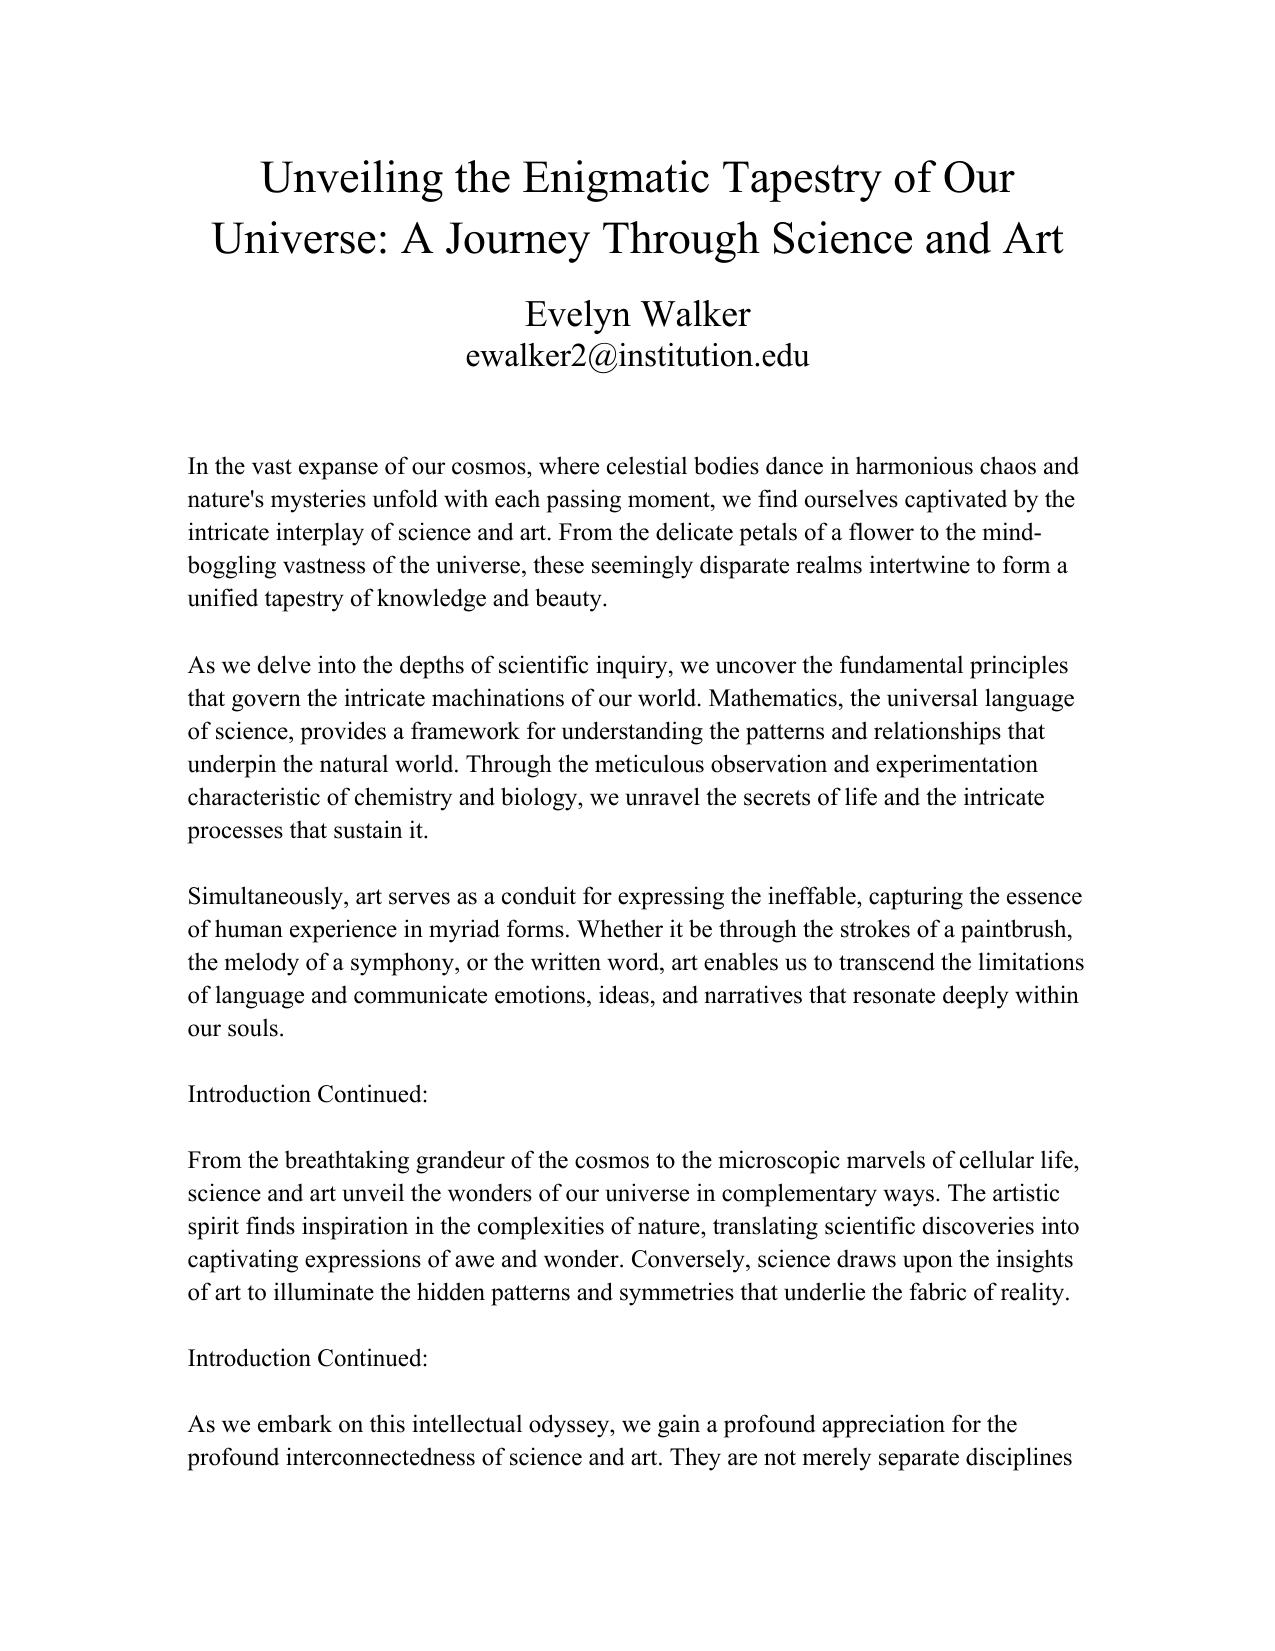 Unveiling the Enigmatic Tapestry of Our
Universe: A Journey Through Science and Art
Evelyn Walker
ewalker2@institution.edu
In the vast expanse of our cosmos, where celestial bodies dance in harmonious chaos and
nature's mysteries unfold with each passing moment, we find ourselves captivated by the
intricate interplay of science and art. From the delicate petals of a flower to the mind-
boggling vastness of the universe, these seemingly disparate realms intertwine to form a
unified tapestry of knowledge and beauty.
As we delve into the depths of scientific inquiry, we uncover the fundamental principles
that govern the intricate machinations of our world. Mathematics, the universal language
of science, provides a framework for understanding the patterns and relationships that
underpin the natural world. Through the meticulous observation and experimentation
characteristic of chemistry and biology, we unravel the secrets of life and the intricate
processes that sustain it.
Simultaneously, art serves as a conduit for expressing the ineffable, capturing the essence
of human experience in myriad forms. Whether it be through the strokes of a paintbrush,
the melody of a symphony, or the written word, art enables us to transcend the limitations
of language and communicate emotions, ideas, and narratives that resonate deeply within
our souls.
Introduction Continued:
From the breathtaking grandeur of the cosmos to the microscopic marvels of cellular life,
science and art unveil the wonders of our universe in complementary ways. The artistic
spirit finds inspiration in the complexities of nature, translating scientific discoveries into
captivating expressions of awe and wonder. Conversely, science draws upon the insights
of art to illuminate the hidden patterns and symmetries that underlie the fabric of reality.
Introduction Continued:
As we embark on this intellectual odyssey, we gain a profound appreciation for the
profound interconnectedness of science and art. They are not merely separate disciplines